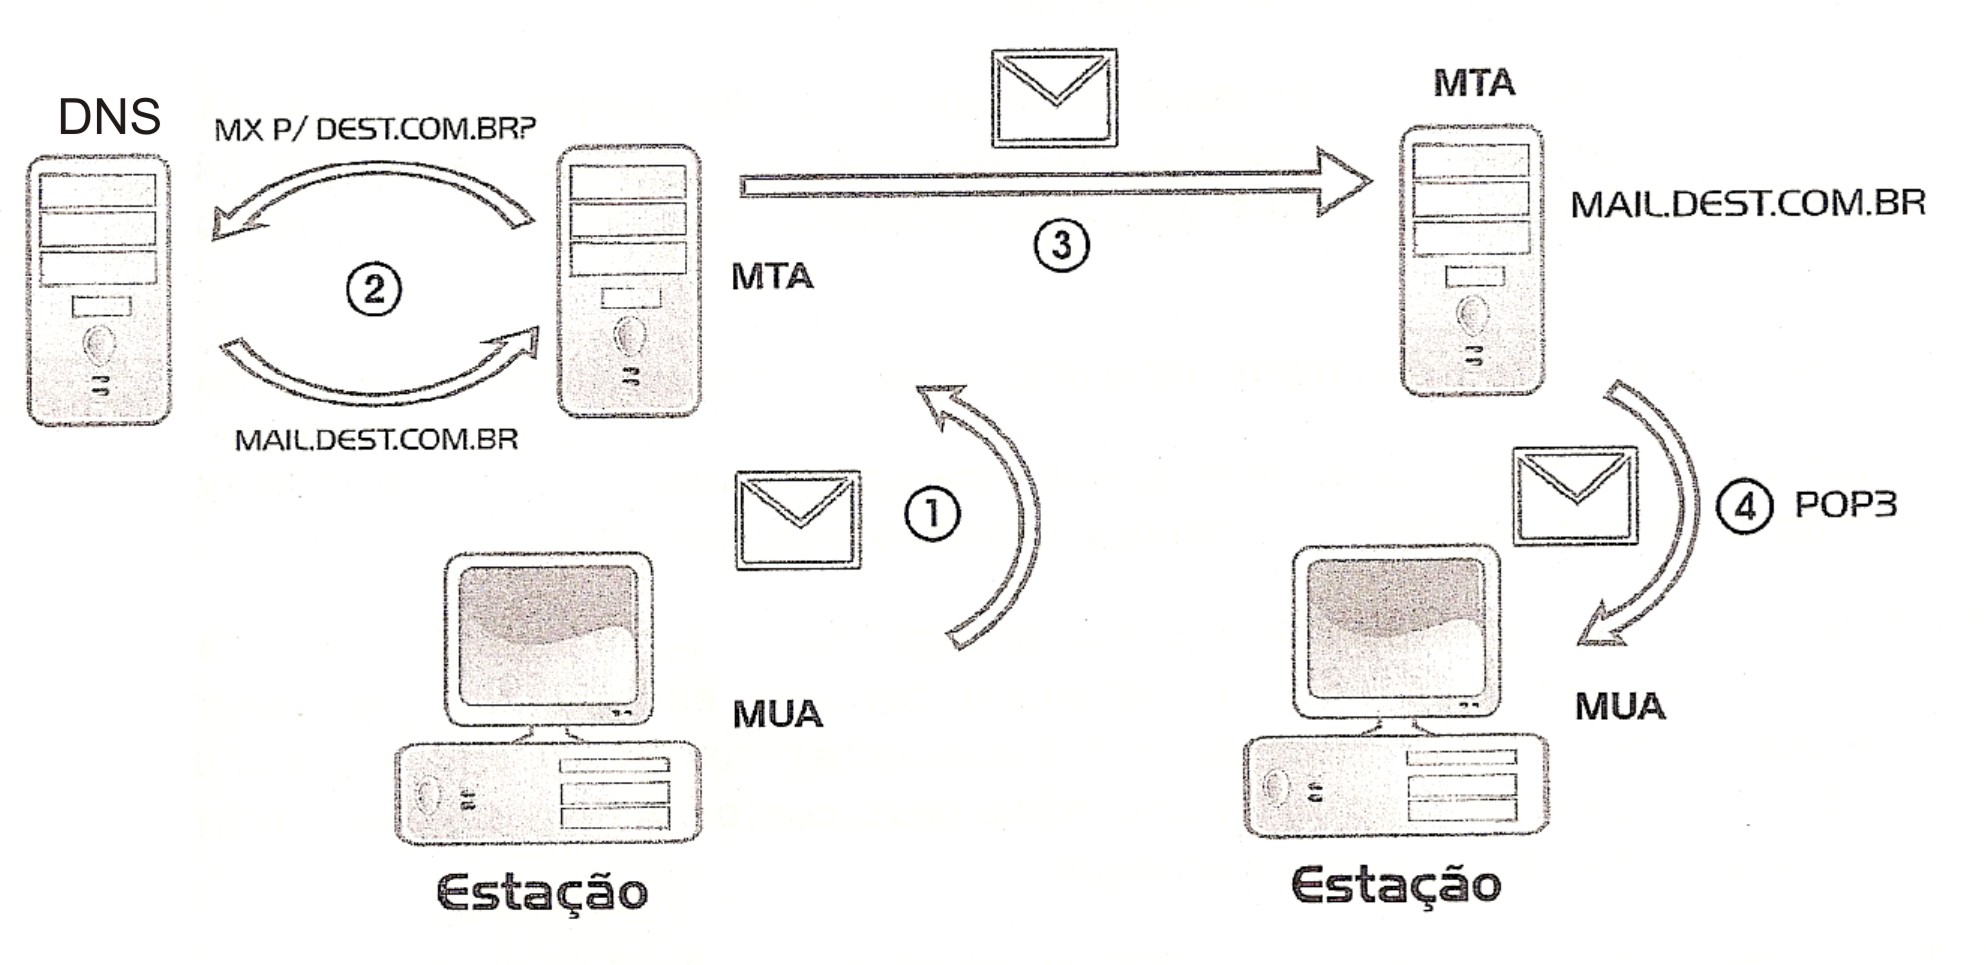 DNS
MX P/ DEST.COM.BR?
MTA
MAIL.DEST.COM.BR
③
MTA
②
MAIL.DEST.COM.BR
①
④ POP3
MUA
MUA
Estação
Estação